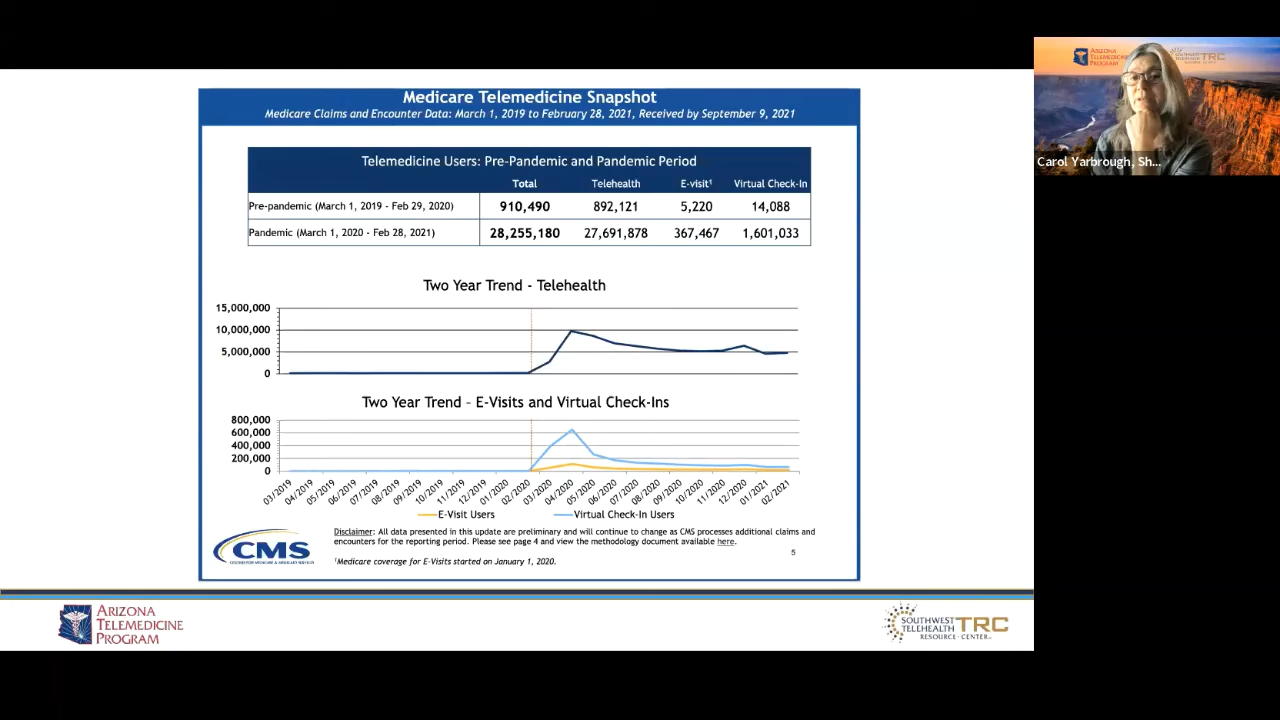 Medicare Telemedicine Snapshot
Medicare Claims and Encounter Data: March 1, 2019 to February 28, 2021, Received by September 9, 2021
Telemedicine Users: Pre-Pandemic and Pandemic Period
Total Telehealth E-visit¹ Virtual Check-In
Pre-pandemic (March 1, 2019 - Feb 29, 2020) 910,490 892,121 5,220 14,088
Pandemic (March 1, 2020 - Feb 28, 2021) 28,255,180 27,691,878 367,467 1,601,033
Two Year Trend - Telehealth
15,000,000
10,000,000
5,000,000
0
Two Year Trend – E-Visits and Virtual Check-Ins
800,000
600,000
400,000
200,000
0
03/2019 04/2019 05/2019 06/2019 07/2019 08/2019 09/2019 10/2019 11/2019 12/2019 01/2020 02/2020 03/2020 04/2020 05/2020 06/2020 07/2020 08/2020 09/2020 10/2020 11/2020 12/2020 01/2021 02/2021
E-Visit Users Virtual Check-In Users
Disclaimer: All data presented in this update are preliminary and will continue to change as CMS processes additional claims and
encounters for the reporting period. Please see page 4 and view the methodology document available here.
5
¹Medicare coverage for E-Visits started on January 1, 2020.
CMS
CENTERS FOR MEDICARE & MEDICAID SERVICES
ARIZONA
TELEMEDICINE
PROGRAM
SOUTHWEST
TELEHEALTH TRC
RESOURCE CENTER
ARIZONA
TELEMEDICINE
PROGRAM
TRC
Carol Yarbrough, Sh...